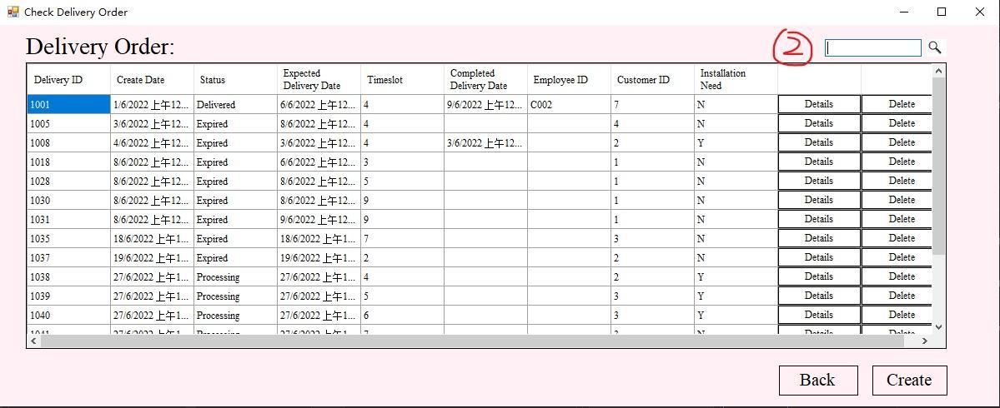 Check Delivery Order
Delivery Order:
2
Delivery ID Create Date Status Expected Delivery Date Timeslot Completed Delivery Date Employee ID Customer ID Installation Need
1001 1/6/2022 上午12... Delivered 6/6/2022 上午12... 4 9/6/2022 上午12... C002 7 N Details Delete
1005 3/6/2022 上午12... Expired 8/6/2022 上午12... 4 4 N Details Delete
1008 4/6/2022 上午12... Expired 3/6/2022 上午12... 4 3/6/2022 上午12... 2 Y Details Delete
1018 8/6/2022 上午12... Expired 6/6/2022 上午12... 3 1 N Details Delete
1028 8/6/2022 上午12... Expired 8/6/2022 上午12... 5 1 N Details Delete
1030 8/6/2022 上午12... Expired 8/6/2022 上午12... 9 1 N Details Delete
1031 8/6/2022 上午12... Expired 9/6/2022 上午12... 9 1 N Details Delete
1035 18/6/2022 上午1... Expired 18/6/2022 上午1... 7 3 N Details Delete
1037 19/6/2022 上午1... Expired 19/6/2022 上午1... 2 2 N Details Delete
1038 27/6/2022 上午1... Processing 27/6/2022 上午1... 4 2 Y Details Delete
1039 27/6/2022 上午1... Processing 27/6/2022 上午1... 5 3 Y Details Delete
1040 27/6/2022 上午1... Processing 27/6/2022 上午1... 6 3 Y Details Delete
1041 27/6/2022 上午1... Processing 27/6/2022 上午1... Details Delete
Back Create